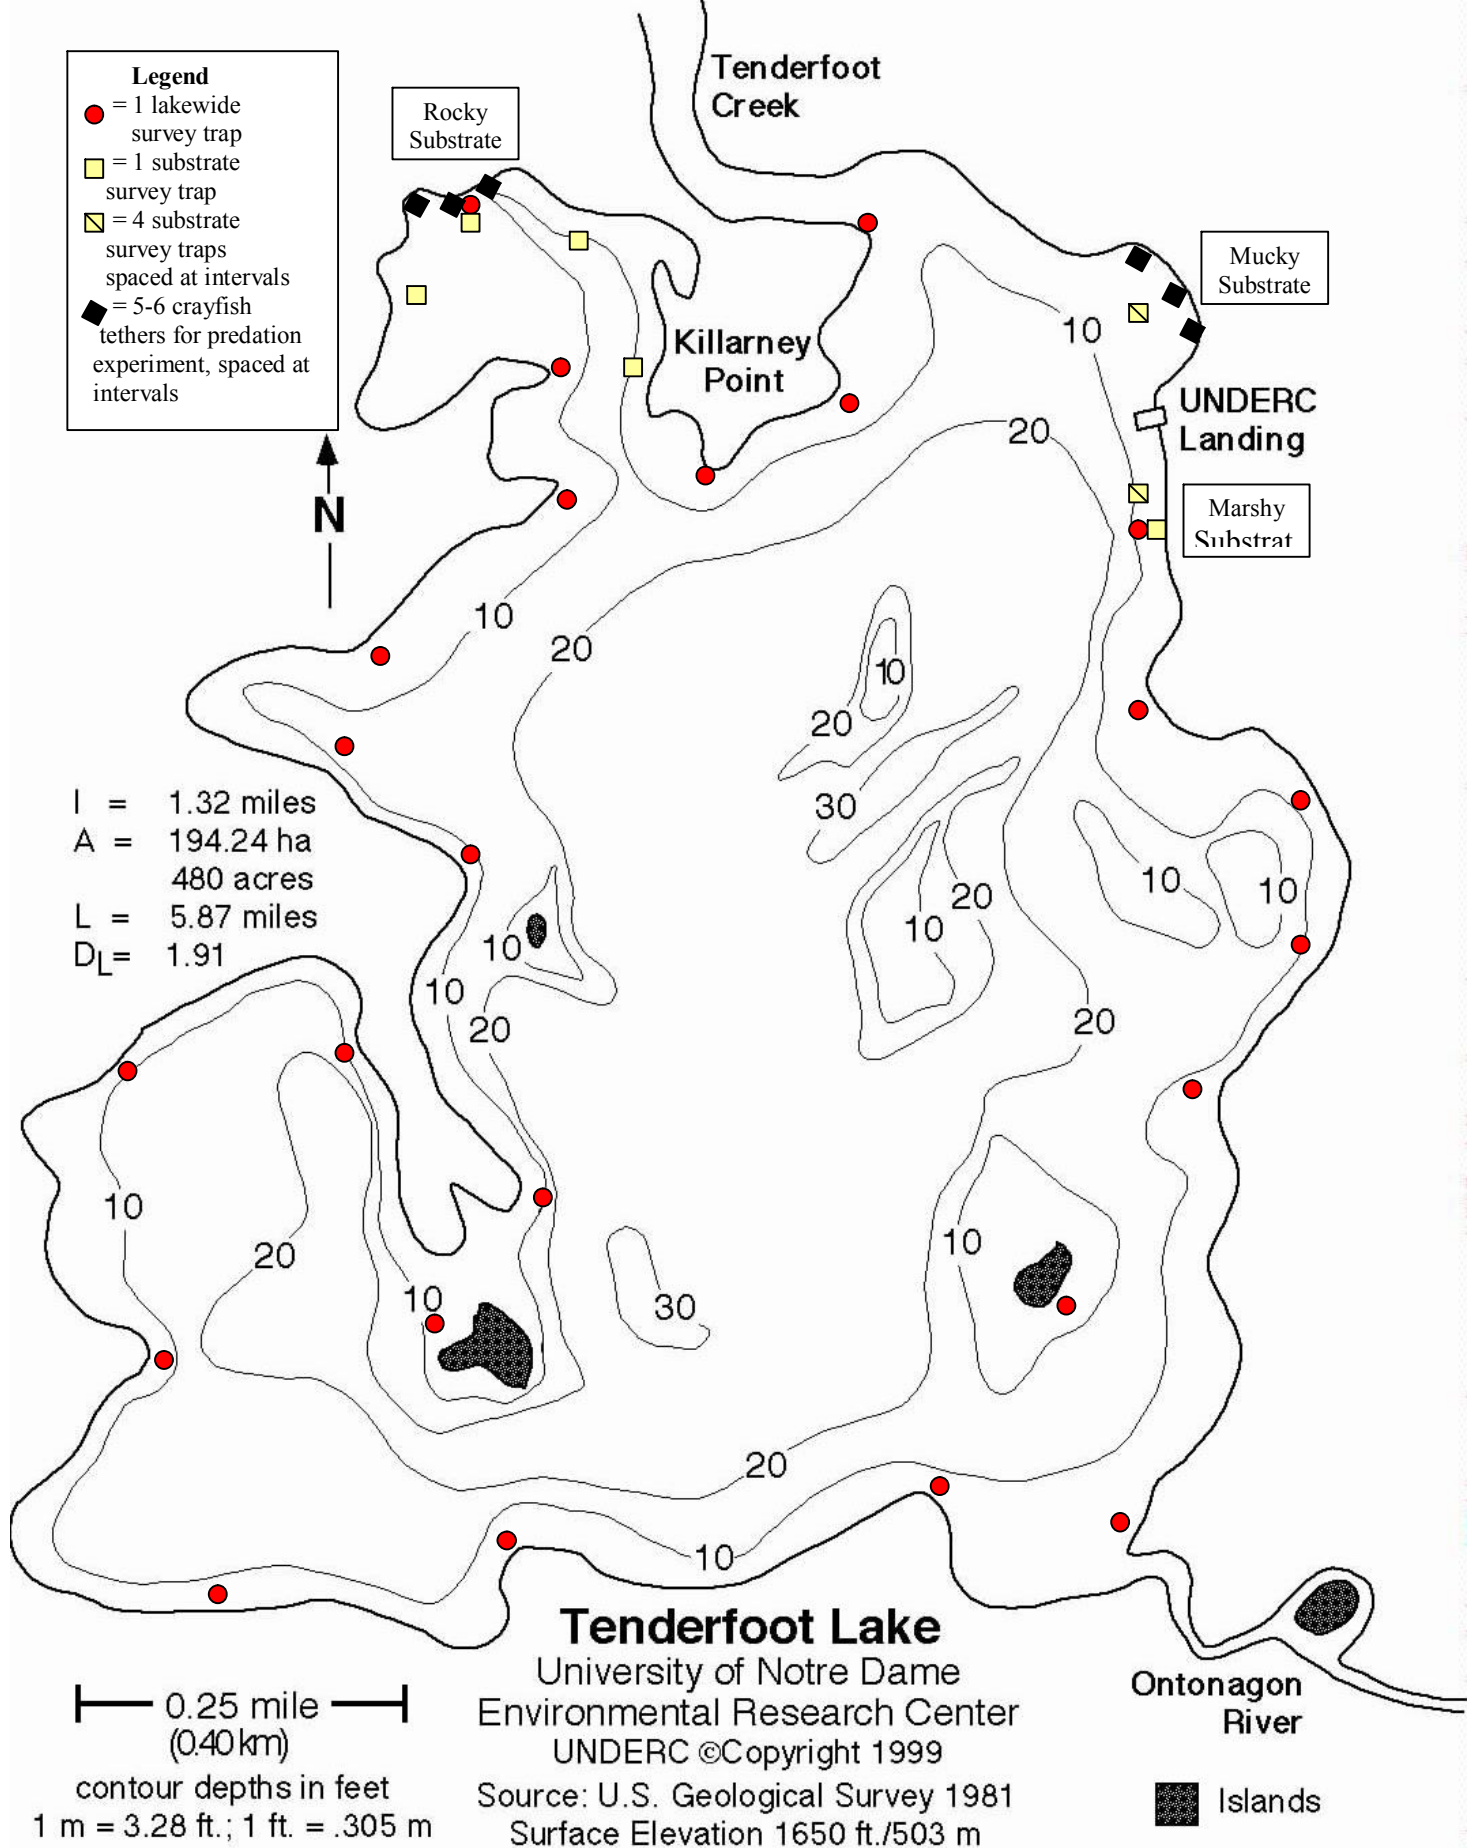 Legend
= 1 lakewide
survey trap
= 1 substrate
survey trap
= 4 substrate
survey traps
spaced at intervals
= 5-6 crayfish
tethers for predation
experiment, spaced at
intervals
Rocky
Substrate
Tenderfoot
Creek
Mucky
Substrate
Killarney
Point
10
UNDERC
Landing
20
Marshy
Substrat
N
10
20
10
20
30
I = 1.32 miles
A = 194.24 ha
480 acres
L = 5.87 miles
DL= 1.91
10
10
20
10
10
10
20
20
10
20
10
10
30
20
10
Tenderfoot Lake
University of Notre Dame
Environmental Research Center
UNDERC ©Copyright 1999
Source: U.S. Geological Survey 1981
Surface Elevation 1650 ft./503 m
0.25 mile
(0.40 km)
contour depths in feet
1 m = 3.28 ft.; 1 ft. = .305 m
Ontonagon
River
Islands